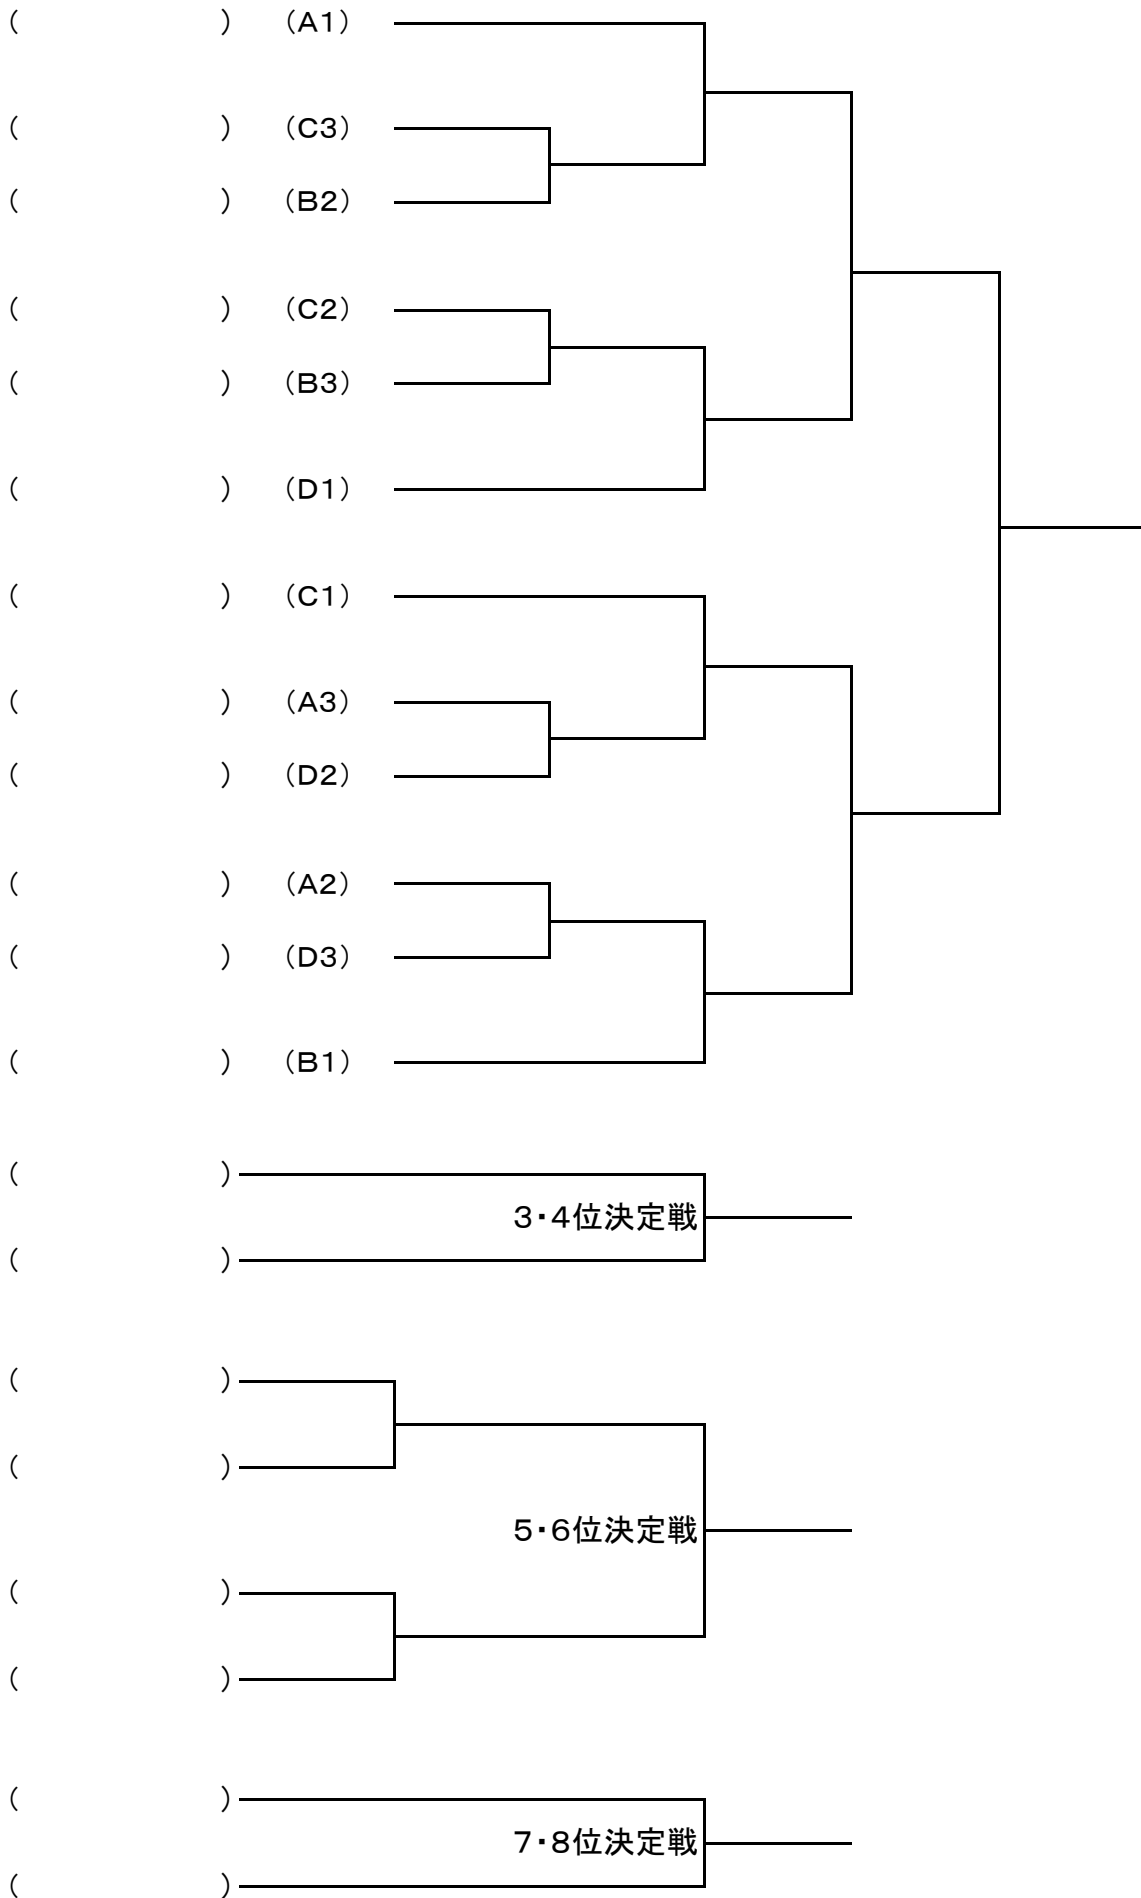 (　　　　　　) (A1)
(　　　　　　) (C3)
(　　　　　　) (B2)
(　　　　　　) (C2)
(　　　　　　) (B3)
(　　　　　　) (D1)
(　　　　　　) (C1)
(　　　　　　) (A3)
(　　　　　　) (D2)
(　　　　　　) (A2)
(　　　　　　) (D3)
(　　　　　　) (B1)
(　　　　　　)
3・4位決定戦
(　　　　　　)
(　　　　　　)
(　　　　　　)
5・6位決定戦
(　　　　　　)
(　　　　　　)
(　　　　　　)
7・8位決定戦
(　　　　　　)